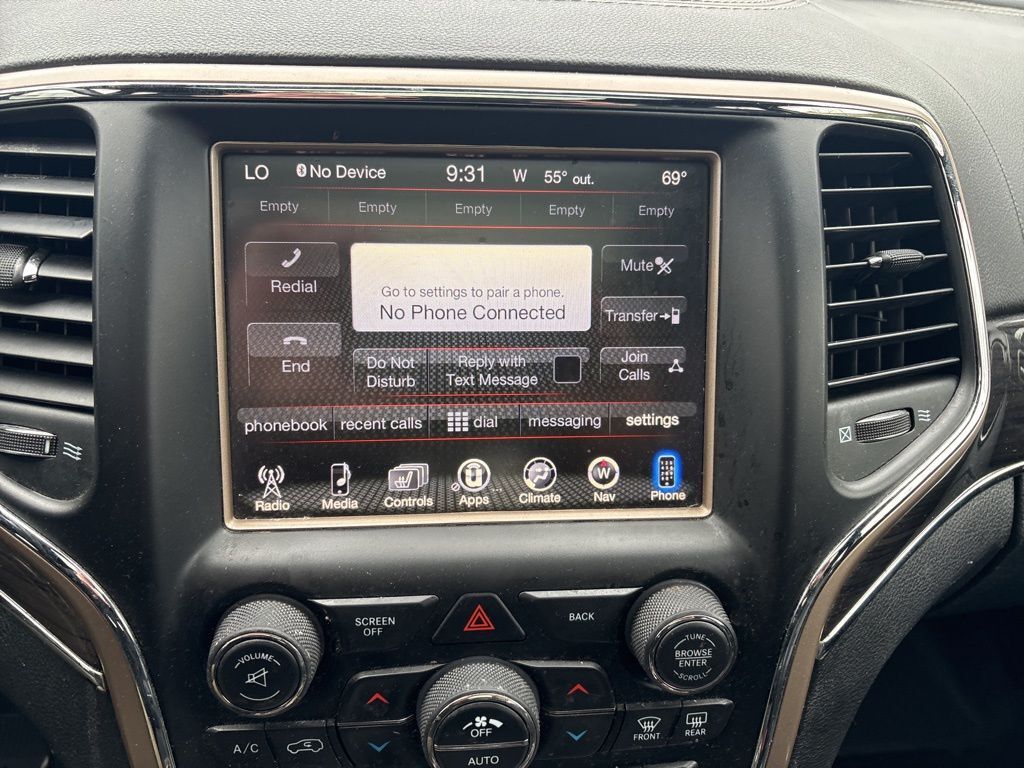 LO No Device 9:31 W 55° out. 69°
Empty Empty Empty Empty Empty
Redial
Go to settings to pair a phone.
No Phone Connected
Mute
Transfer
End
Do Not
Disturb
Reply with
Text Message
Join
Calls
phonebook recent calls dial messaging settings
Radio Media Controls Apps Climate Nav Phone
W
SCREEN
OFF
BACK
VOLUME
TUNE
BROWSE
ENTER
SCROLL
OFF
AUTO
A/C
FRONT
REAR